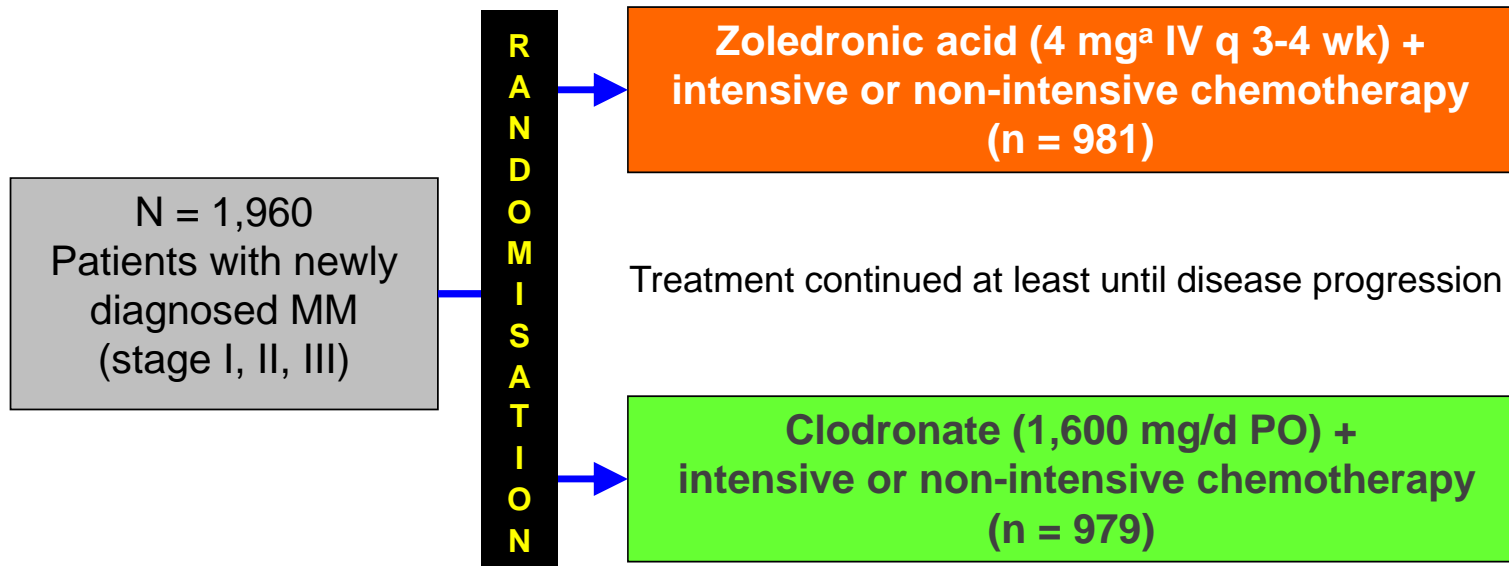 N = 1,960
Patients with newly
diagnosed MM
(stage I, II, III)
R
A
N
D
O
M
I
S
A
T
I
O
N
Zoledronic acid (4 mgᵃ IV q 3-4 wk) +
intensive or non-intensive chemotherapy
(n = 981)
Treatment continued at least until disease progression
Clodronate (1,600 mg/d PO) +
intensive or non-intensive chemotherapy
(n = 979)